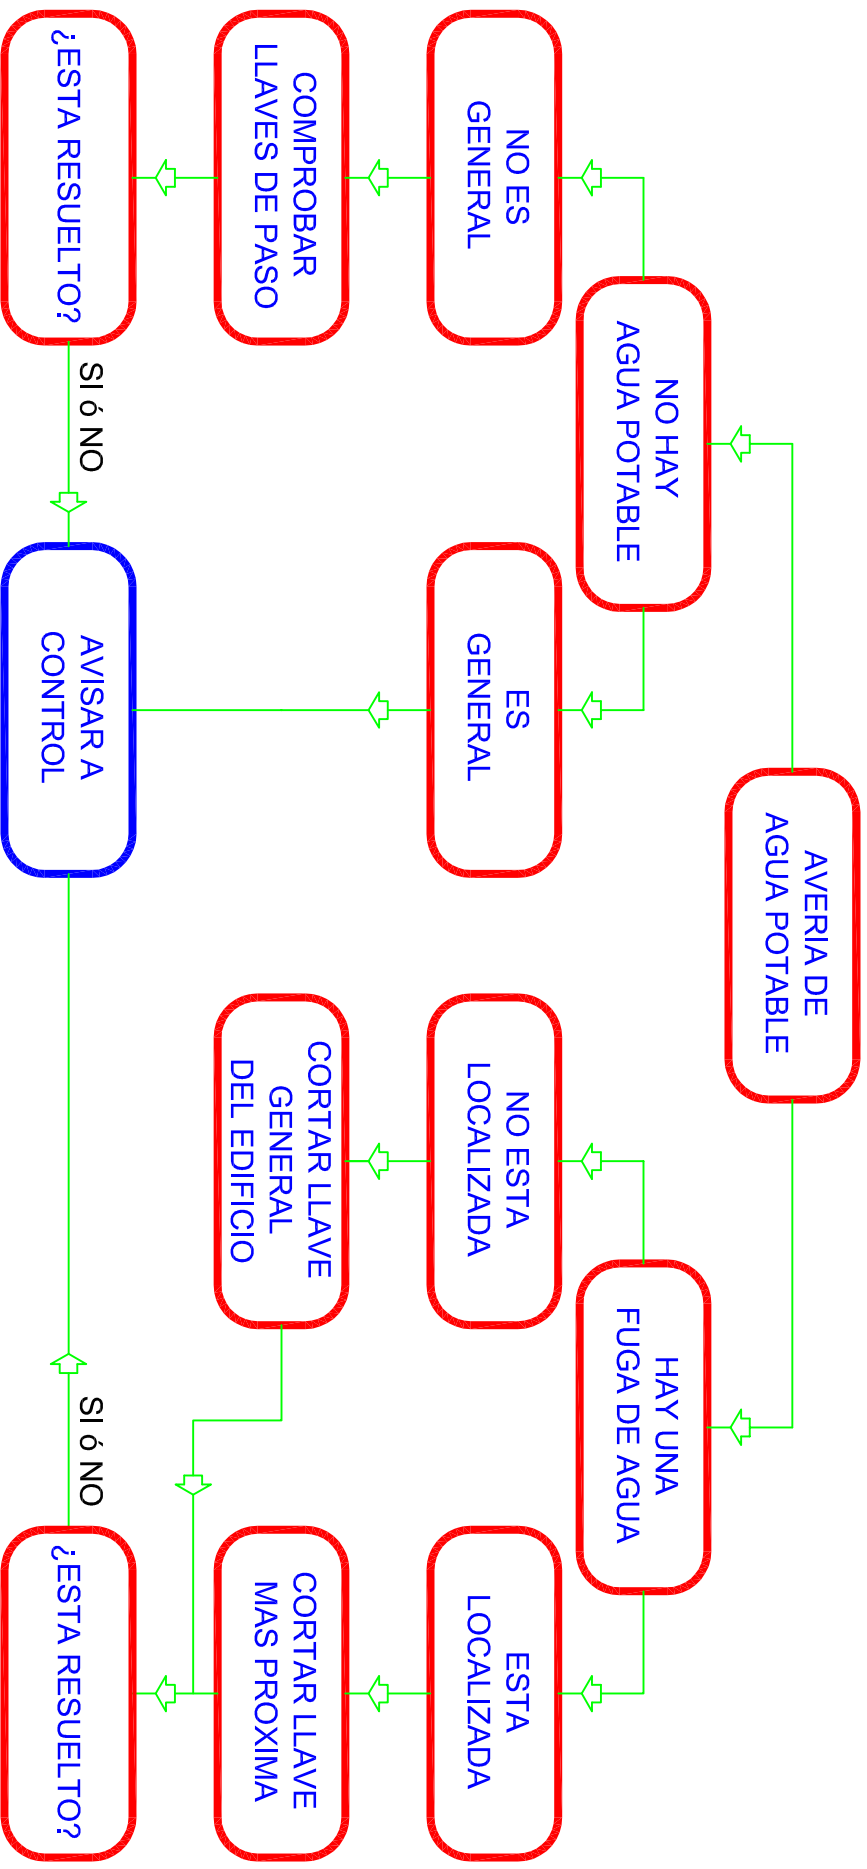 AVERIA DE
AGUA POTABLE
NO HAY
AGUA POTABLE
HAY UNA
FUGA DE AGUA
NO ES
GENERAL
ES
GENERAL
NO ESTA
LOCALIZADA
ESTA
LOCALIZADA
COMPROBAR
LLAVES DE PASO
CORTAR LLAVE
GENERAL
DEL EDIFICIO
CORTAR LLAVE
MAS PROXIMA
¿ESTA RESUELTO?
SI ó NO
AVISAR A
CONTROL
SI ó NO
¿ESTA RESUELTO?